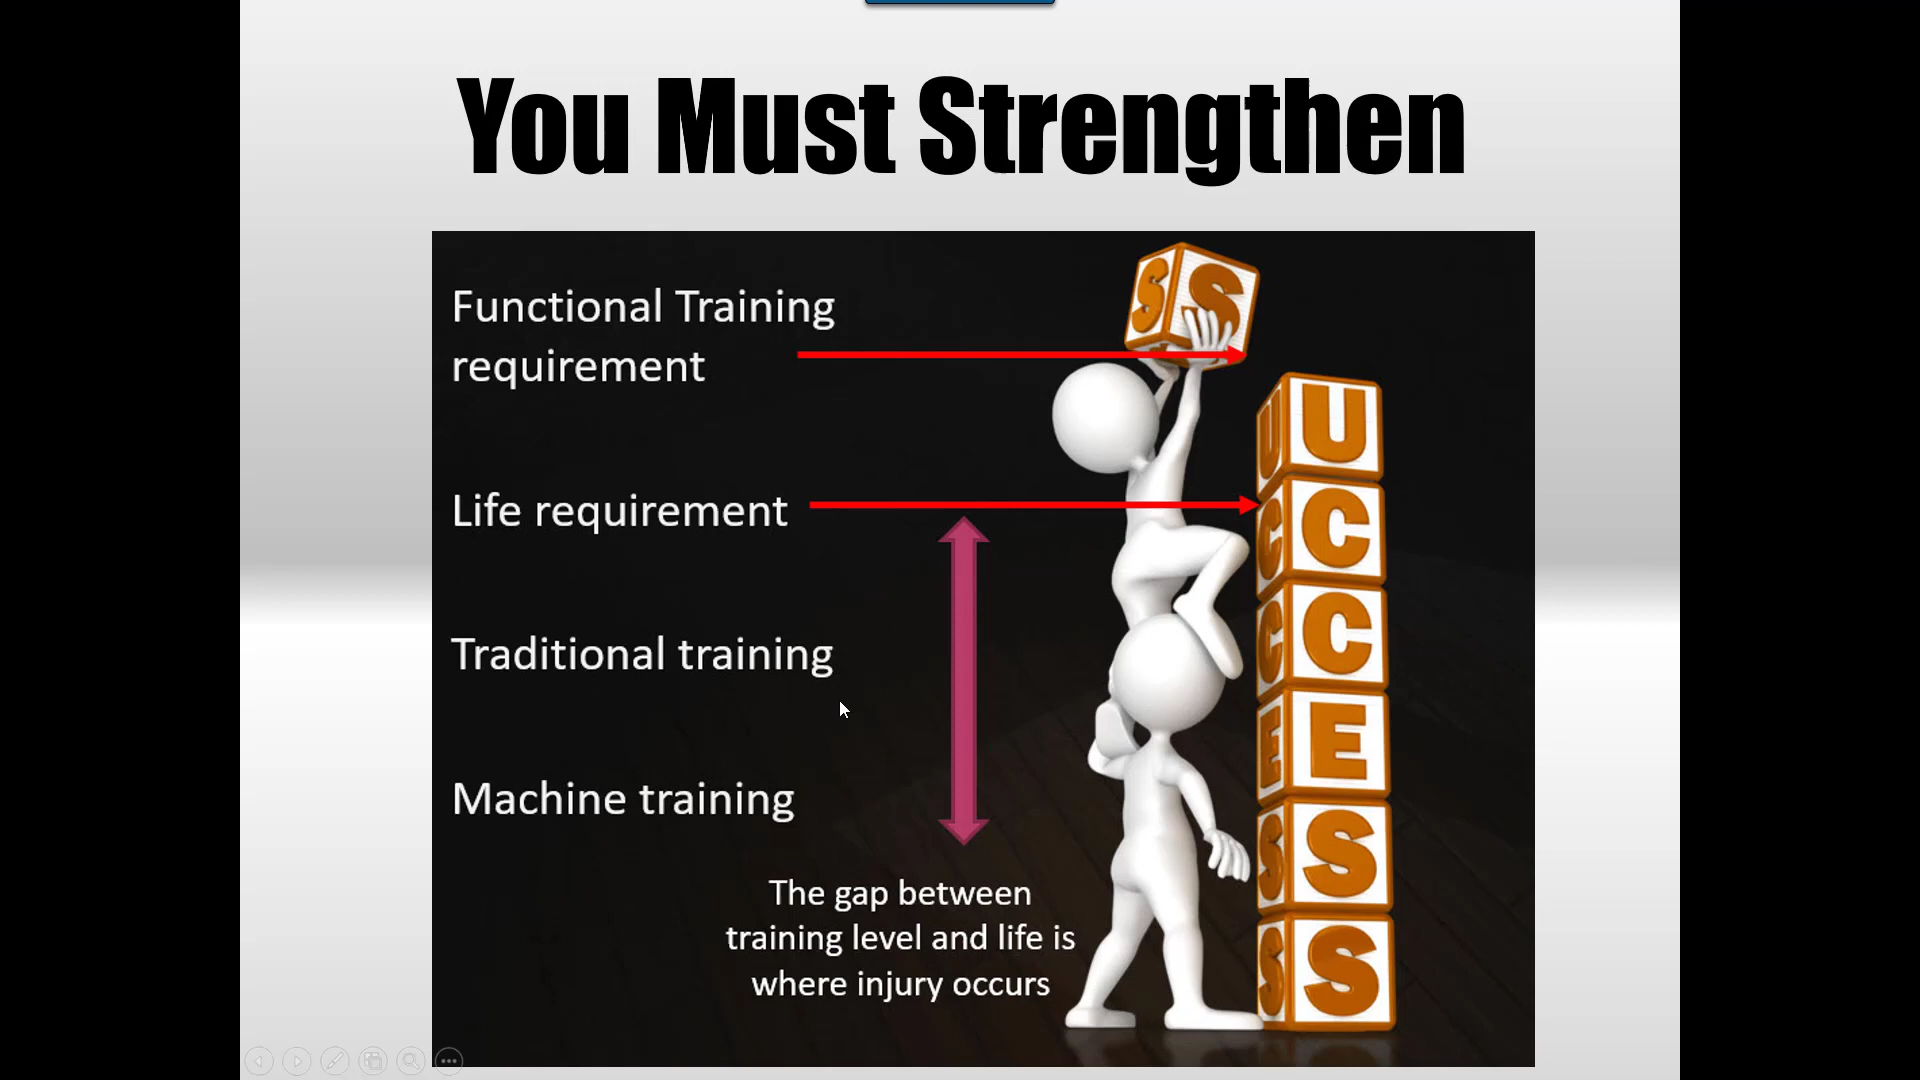 You Must Strengthen
Functional Training
requirement
Life requirement
Traditional training
Machine training
The gap between
training level and life is
where injury occurs
S S
U U
C C
C C
E E
S S
S S